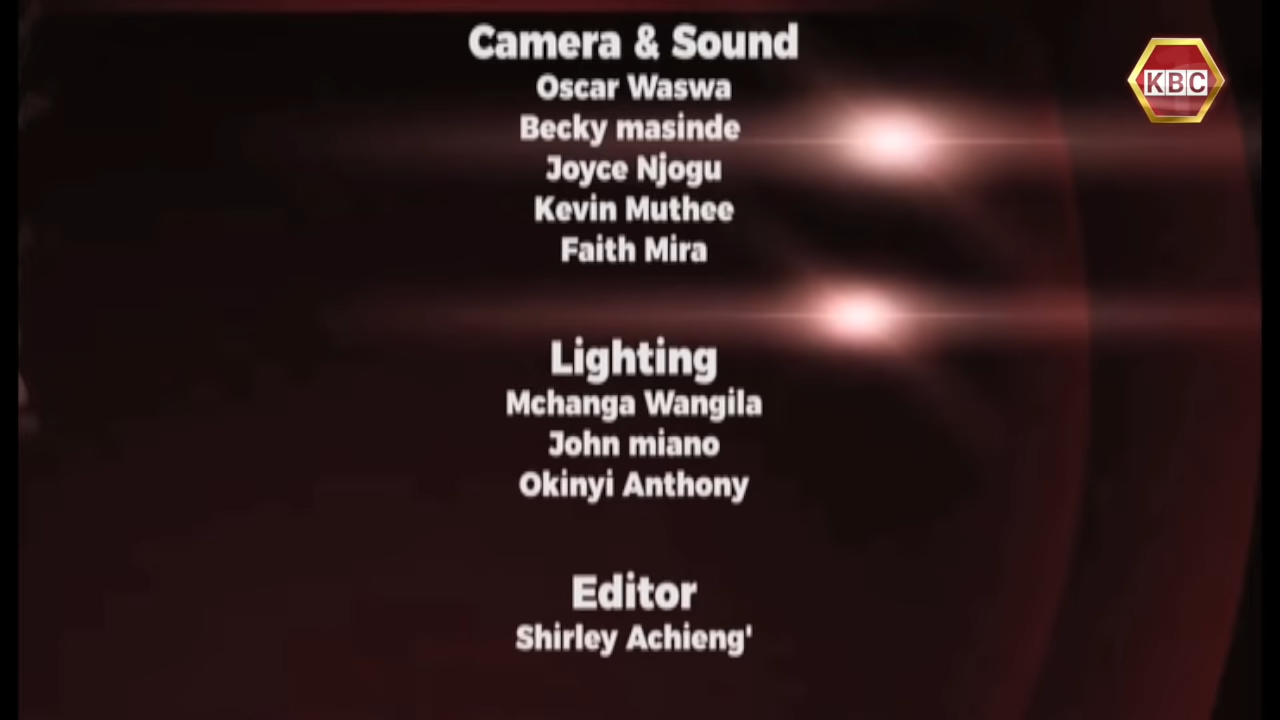 Camera & Sound
Oscar Waswa
Becky masinde
Joyce Njogu
Kevin Muthee
Faith Mira
Lighting
Mchanga Wangila
John miano
Okinyi Anthony
Editor
Shirley Achieng'
KBC